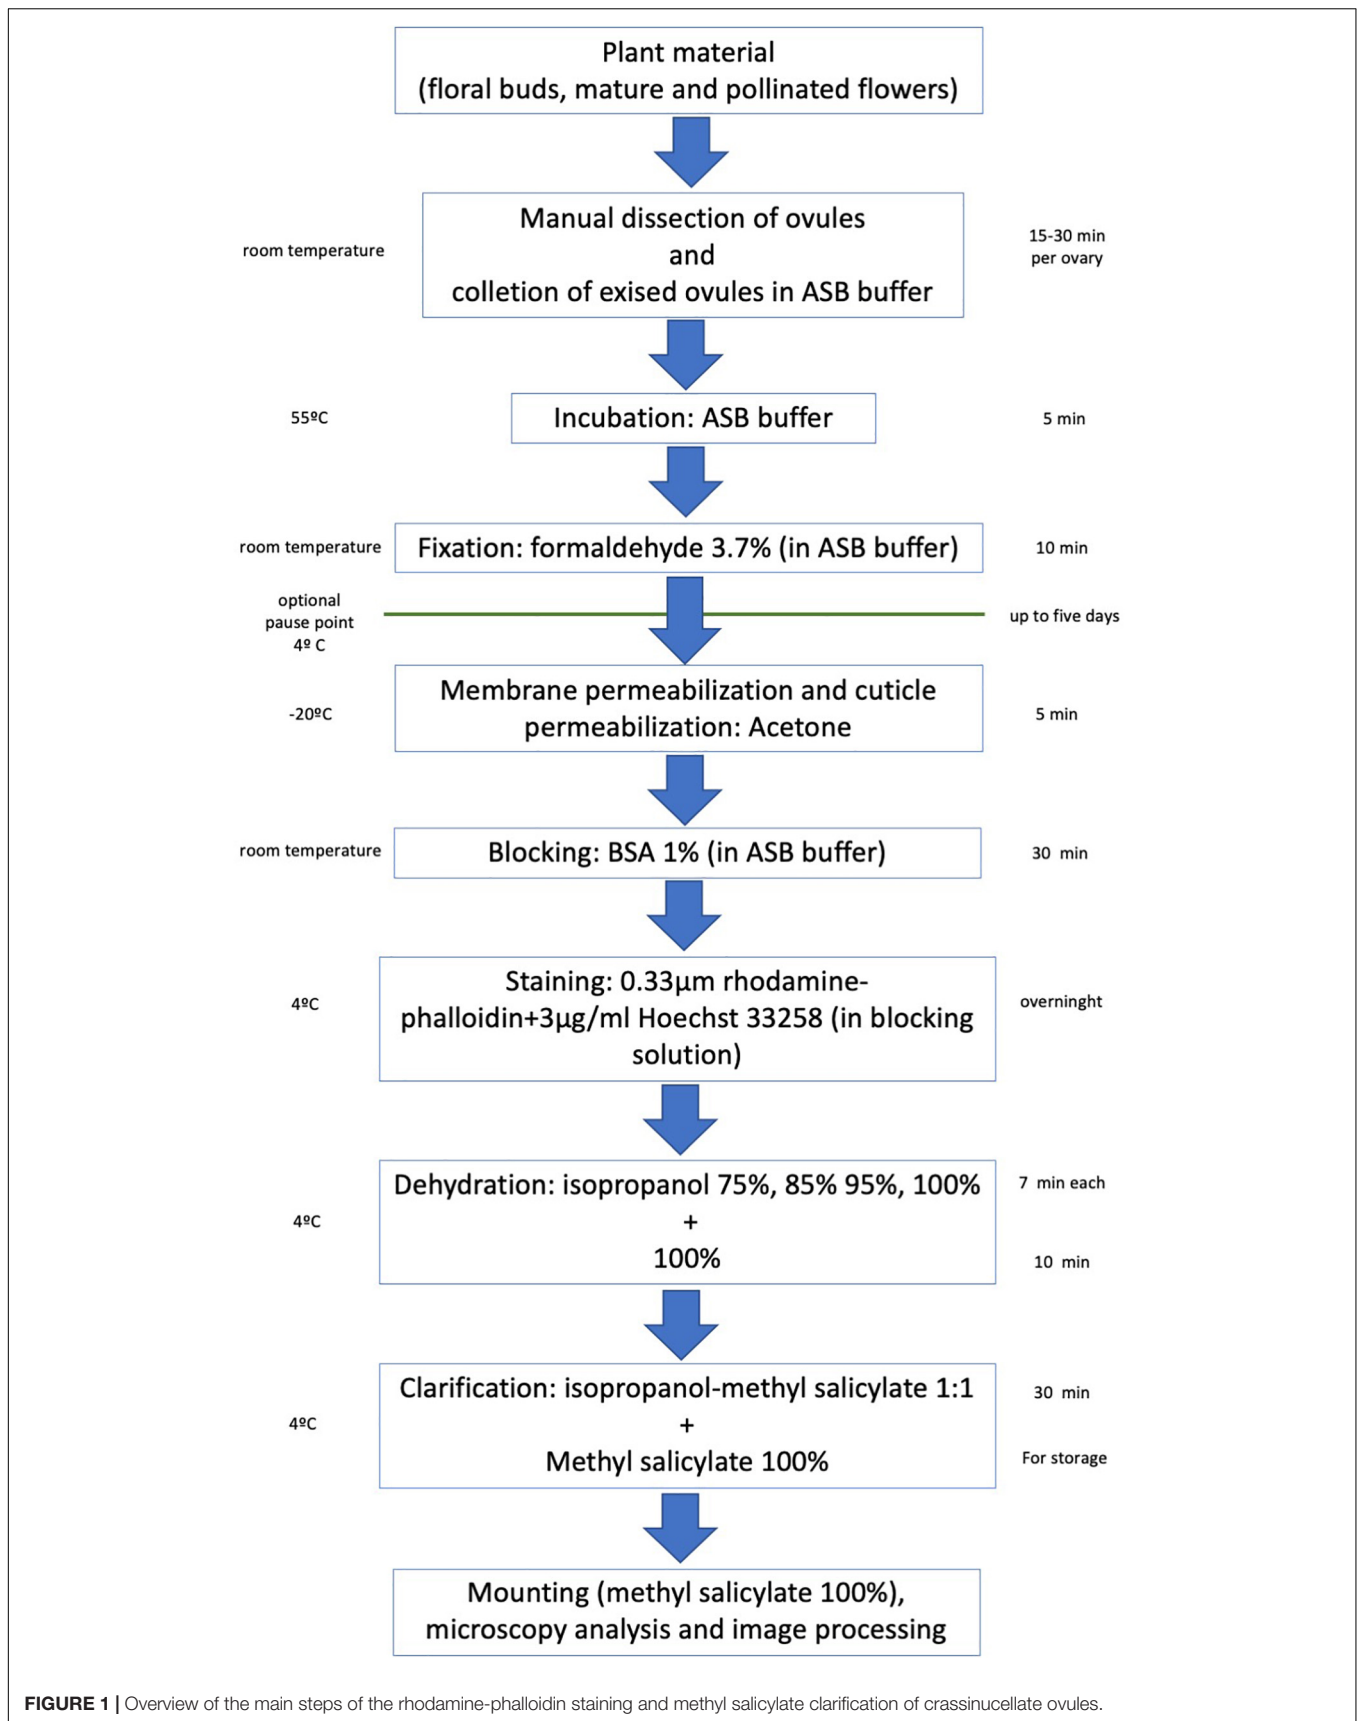 Plant material
(floral buds, mature and pollinated flowers)
Manual dissection of ovules
and
colletion of exised ovules in ASB buffer
room temperature
15-30 min
per ovary
55ºC
Incubation: ASB buffer
5 min
room temperature
Fixation: formaldehyde 3.7% (in ASB buffer)
10 min
optional
pause point
4º C
up to five days
Membrane permeabilization and cuticle
permeabilization: Acetone
-20ºC
5 min
room temperature
Blocking: BSA 1% (in ASB buffer)
30 min
Staining: 0.33µm rhodamine-
phalloidin+3µg/ml Hoechst 33258 (in blocking
solution)
4ºC
overninght
Dehydration: isopropanol 75%, 85% 95%, 100%
+
100%
4ºC
7 min each
10 min
Clarification: isopropanol-methyl salicylate 1:1
+
Methyl salicylate 100%
4ºC
30 min
For storage
Mounting (methyl salicylate 100%),
microscopy analysis and image processing
FIGURE 1 | Overview of the main steps of the rhodamine-phalloidin staining and methyl salicylate clarification of crassinucellate ovules.